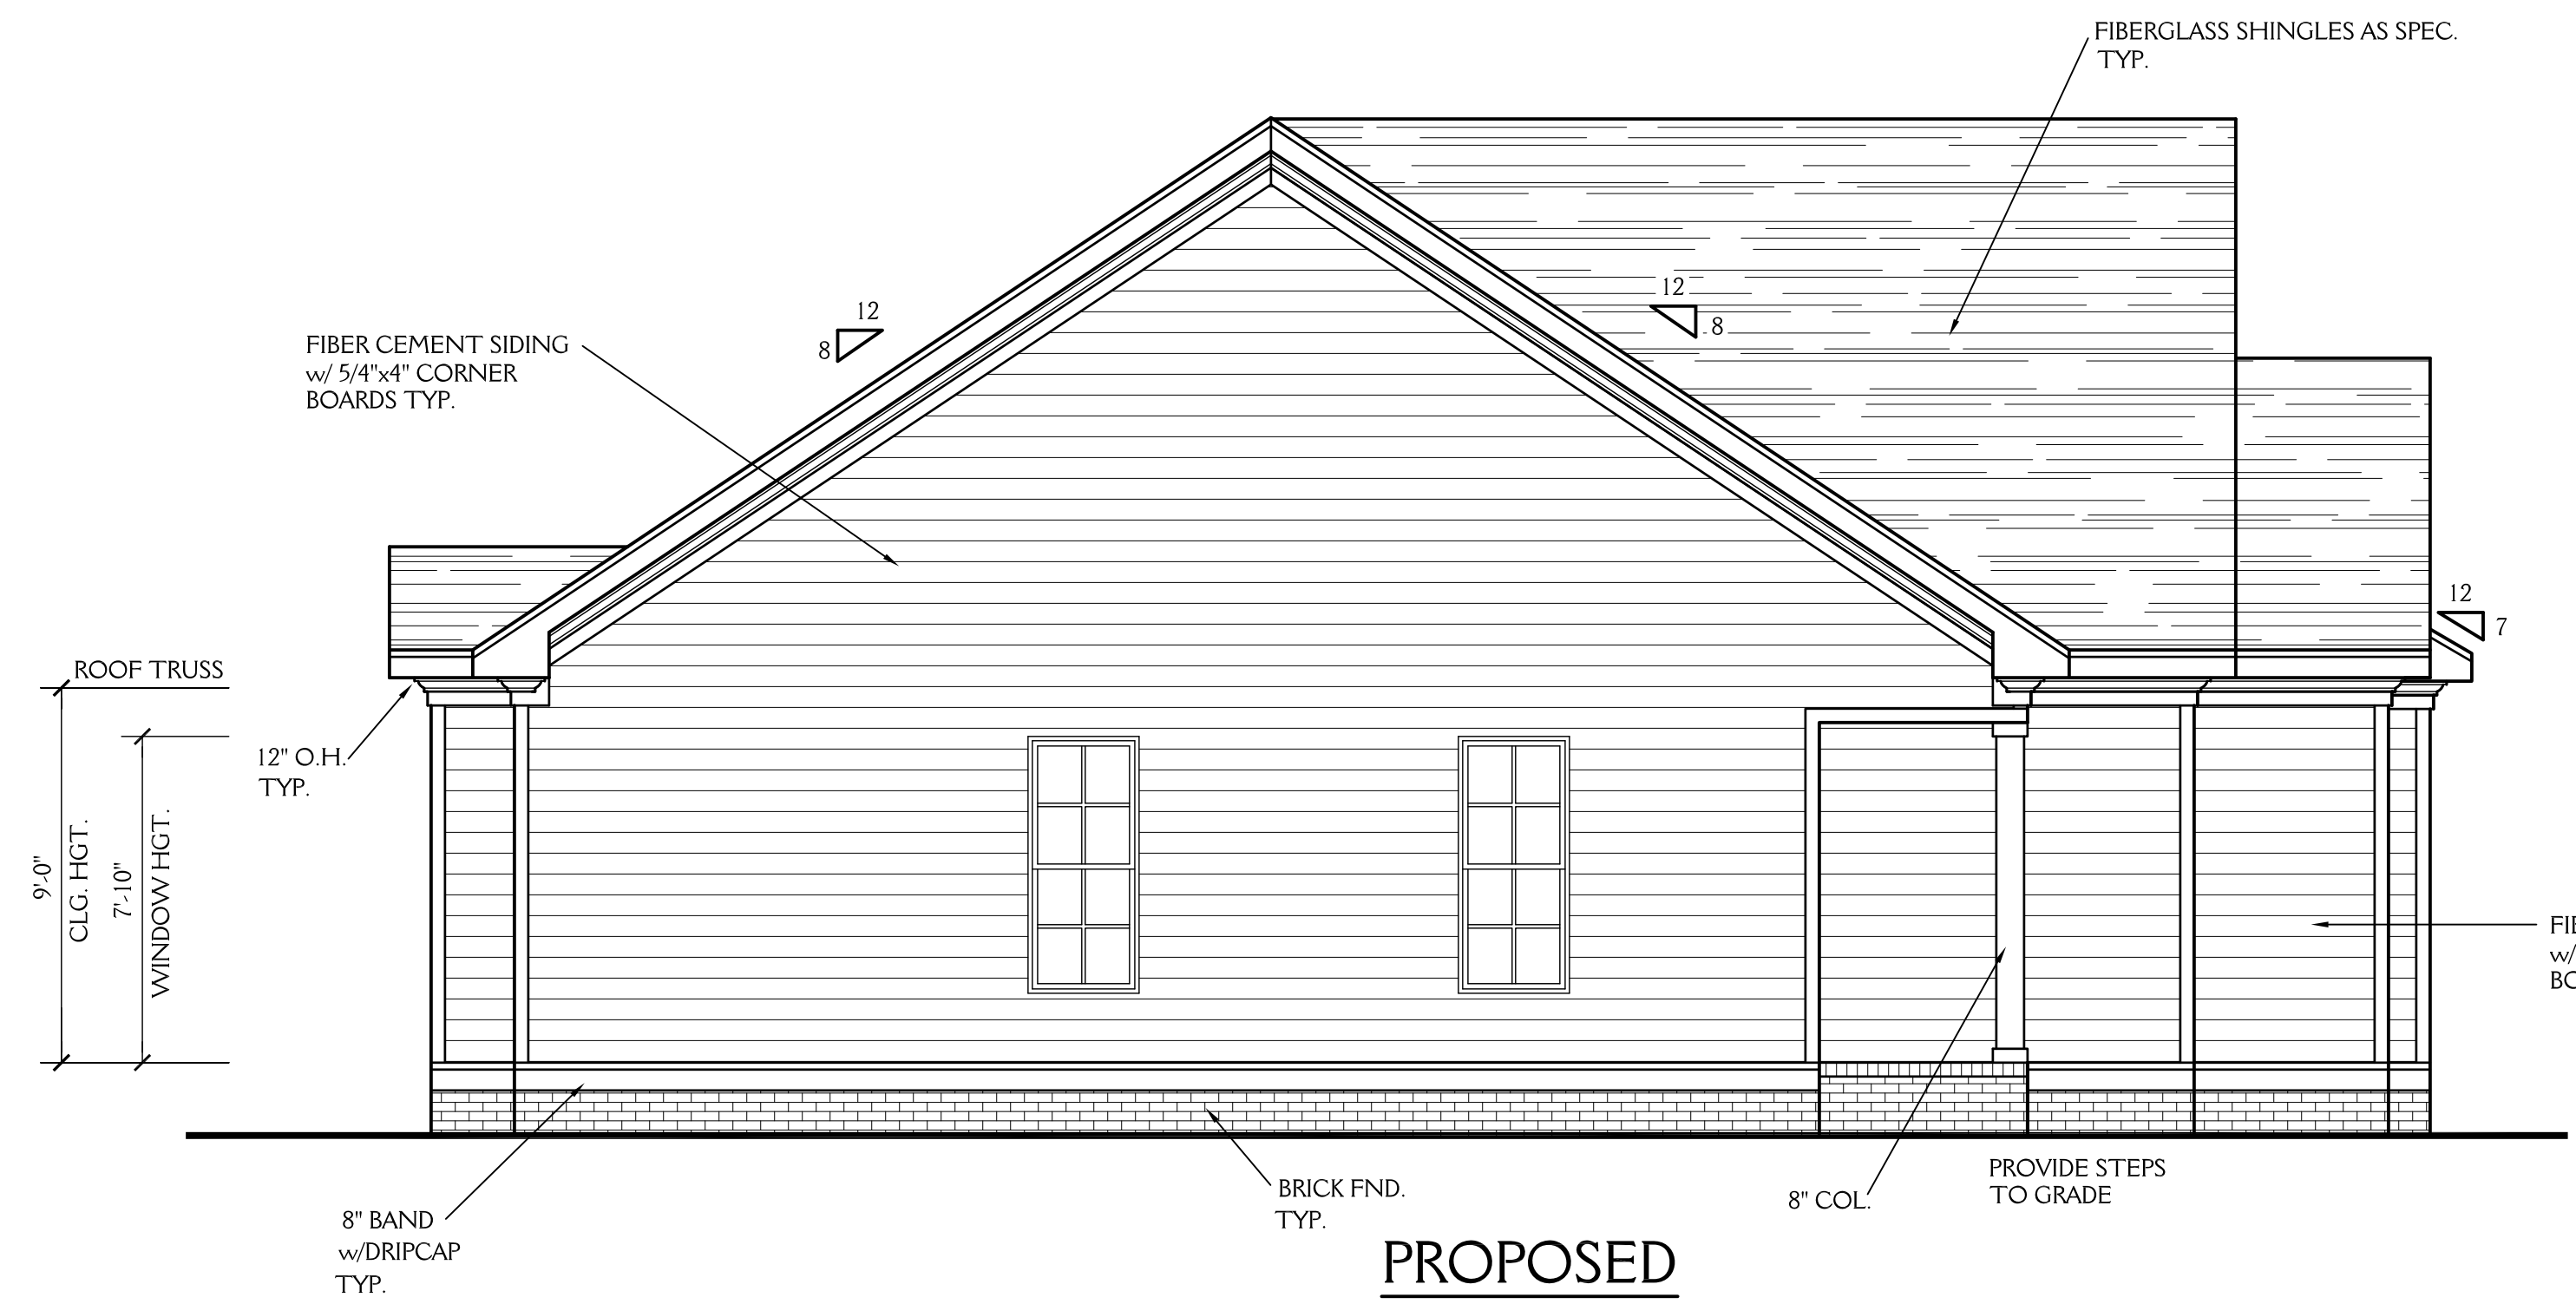 FIBERGLASS SHINGLES AS SPEC.
TYP.
12
8
12
8
FIBER CEMENT SIDING
w/ 5/4"x4" CORNER
BOARDS TYP.
12
7
ROOF TRUSS
12" O.H.
TYP.
9'-0"
CLG. HGT.
7'-10"
WINDOW HGT.
w/
8" BAND
w/DRIPCAP
TYP.
BRICK FND.
TYP.
8" COL.
PROVIDE STEPS
TO GRADE
PROPOSED